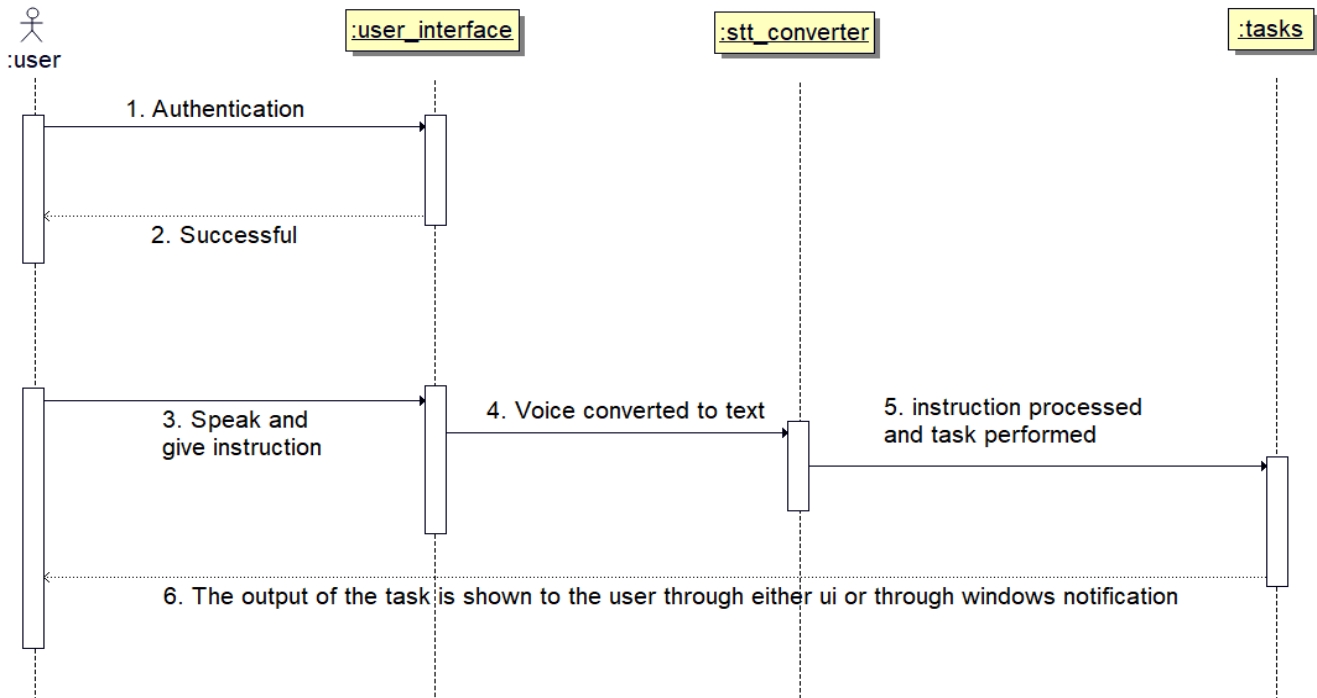 :user
:user_interface
:stt_converter
:tasks
1. Authentication
2. Successful
3. Speak and
give instruction
4. Voice converted to text
5. instruction processed
and task performed
6. The output of the task is shown to the user through either ui or through windows notification